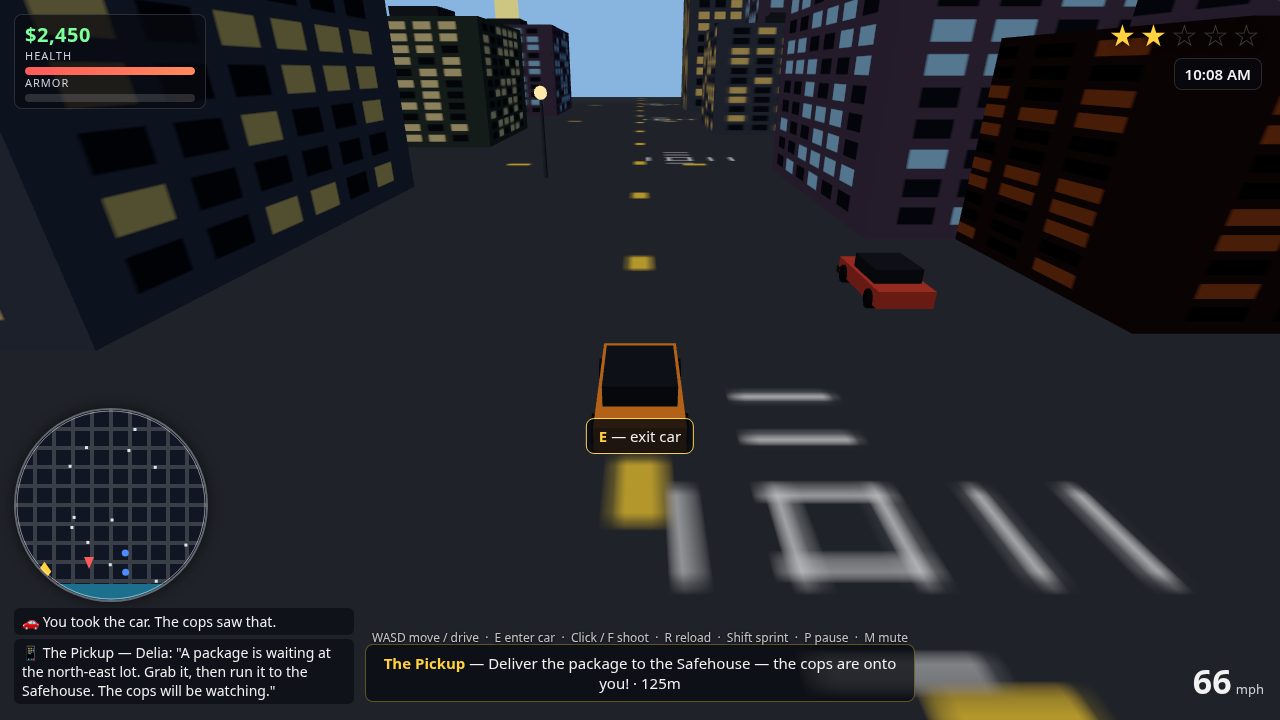 $2,450
HEALTH
ARMOR
10:08 AM
E — exit car
🚗 You took the car. The cops saw that.
📱 The Pickup — Delia: "A package is waiting at
the north-east lot. Grab it, then run it to the
Safehouse. The cops will be watching."
WASD move / drive · E enter car · Click / F shoot · R reload · Shift sprint · P pause · M mute
The Pickup — Deliver the package to the Safehouse — the cops are onto
you! · 125m
66 mph